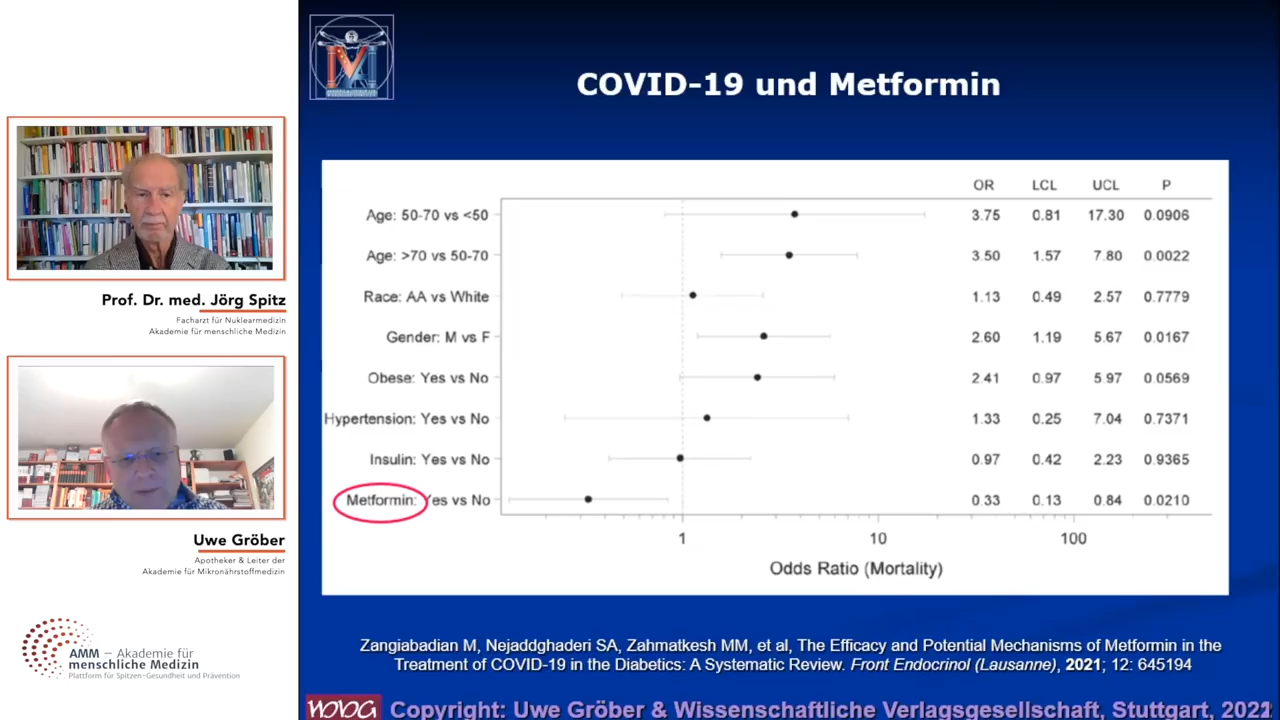 COVID-19 und Metformin
OR LCL UCL P
Age: 50-70 vs <50 3.75 0.81 17.30 0.0906
Age: >70 vs 50-70 3.50 1.57 7.80 0.0022
Race: AA vs White 1.13 0.49 2.57 0.7779
Gender: M vs F 2.60 1.19 5.67 0.0167
Obese: Yes vs No 2.41 0.97 5.97 0.0569
Hypertension: Yes vs No 1.33 0.25 7.04 0.7371
Insulin: Yes vs No 0.97 0.42 2.23 0.9365
Metformin: Yes vs No 0.33 0.13 0.84 0.0210
1 10 100
Odds Ratio (Mortality)
Zangiabadian M, Nejaddghaderi SA, Zahmatkesh MM, et al, The Efficacy and Potential Mechanisms of Metformin in the
Treatment of COVID-19 in the Diabetics: A Systematic Review. Front Endocrinol (Lausanne), 2021; 12: 645194
WVG Copyright: Uwe Gröber & Wissenschaftliche Verlagsgesellschaft, Stuttgart, 2021
Prof. Dr. med. Jörg Spitz
Facharzt für Nuklearmedizin
Akademie für menschliche Medizin
Uwe Gröber
Apotheker & Leiter der
Akademie für Mikronährstoffmedizin
AMM – Akademie für
menschliche Medizin
Plattform für Spitzen-Gesundheit und Prävention